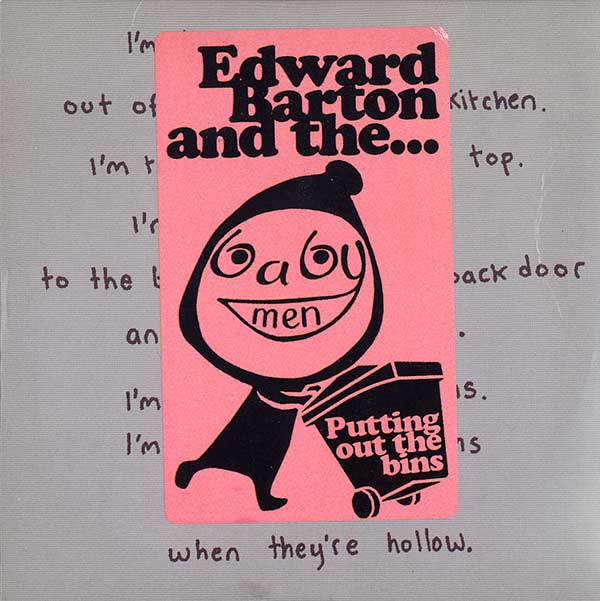 I'm
Edward
Barton
and the...
out of
kitchen.
I'm
top.
to the
back door
baby
men
an
.
I'm
s.
I'm
Putting
out the
bins
when they're hollow.